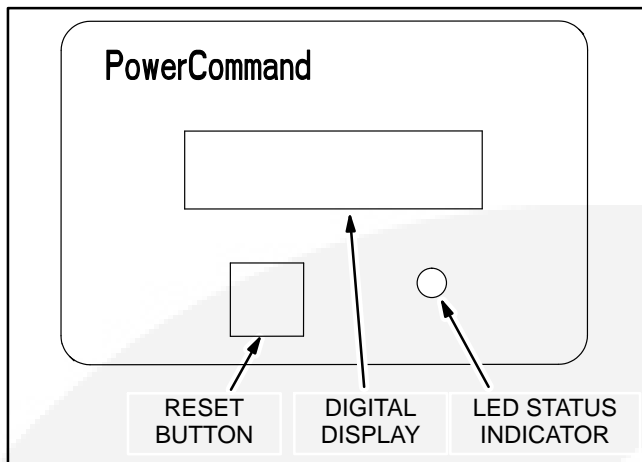 PowerCommand
RESET
BUTTON
DIGITAL
DISPLAY
LED STATUS
INDICATOR